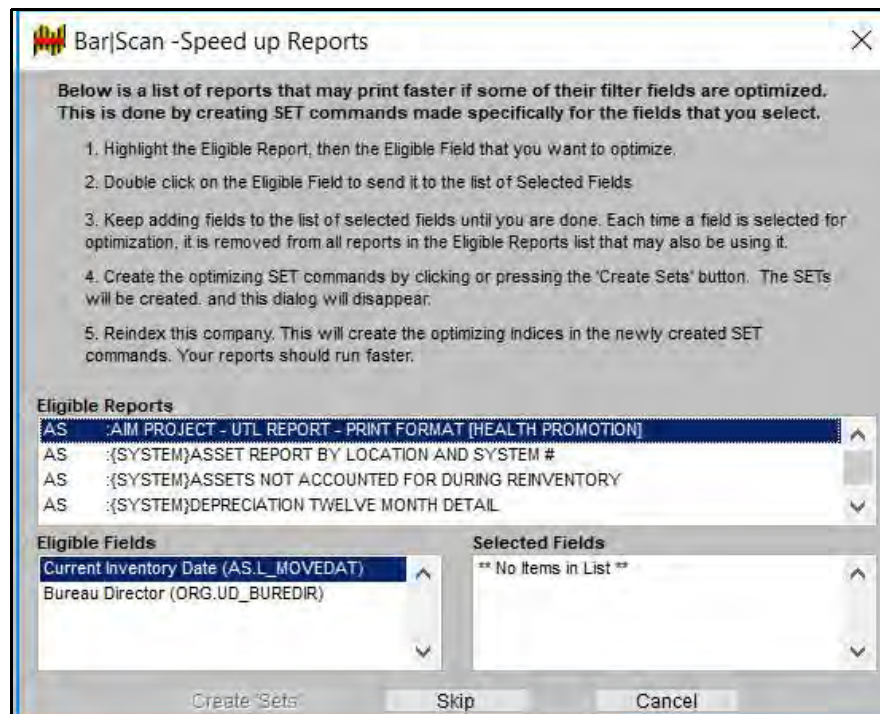 Bar|Scan -Speed up Reports
Below is a list of reports that may print faster if some of their filter fields are optimized.
This is done by creating SET commands made specifically for the fields that you select.
1. Highlight the Eligible Report, then the Eligible Field that you want to optimize.
2. Double click on the Eligible Field to send it to the list of Selected Fields
3. Keep adding fields to the list of selected fields until you are done. Each time a field is selected for
optimization, it is removed from all reports in the Eligible Reports list that may also be using it.
4. Create the optimizing SET commands by clicking or pressing the 'Create Sets' button. The SETs
will be created. and this dialog will disappear.
5. Reindex this company. This will create the optimizing indices in the newly created SET
commands. Your reports should run faster.
Eligible Reports
AS :AIM PROJECT - UTL REPORT - PRINT FORMAT [HEALTH PROMOTION]
AS :{SYSTEM}ASSET REPORT BY LOCATION AND SYSTEM #
AS :{SYSTEM}ASSETS NOT ACCOUNTED FOR DURING REINVENTORY
AS :{SYSTEM}DEPRECIATION TWELVE MONTH DETAIL
Eligible Fields
Current Inventory Date (AS.L_MOVEDAT)
Bureau Director (ORG.UD_BUREDIR)
Selected Fields
** No Items in List **
Create 'Sets'
Skip
Cancel